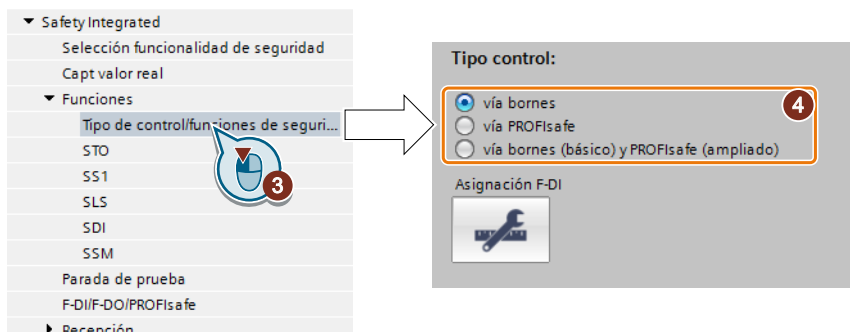 Safety Integrated
Selección funcionalidad de seguridad
Capt valor real
Funciones
Tipo de control/funciones de seguri...
STO
SS1
SLS
SDI
SSM
Parada de prueba
F-DI/F-DO/PROFIsafe
Recepción
3
Tipo control:
vía bornes
vía PROFIsafe
vía bornes (básico) y PROFIsafe (ampliado)
4
Asignación F-DI